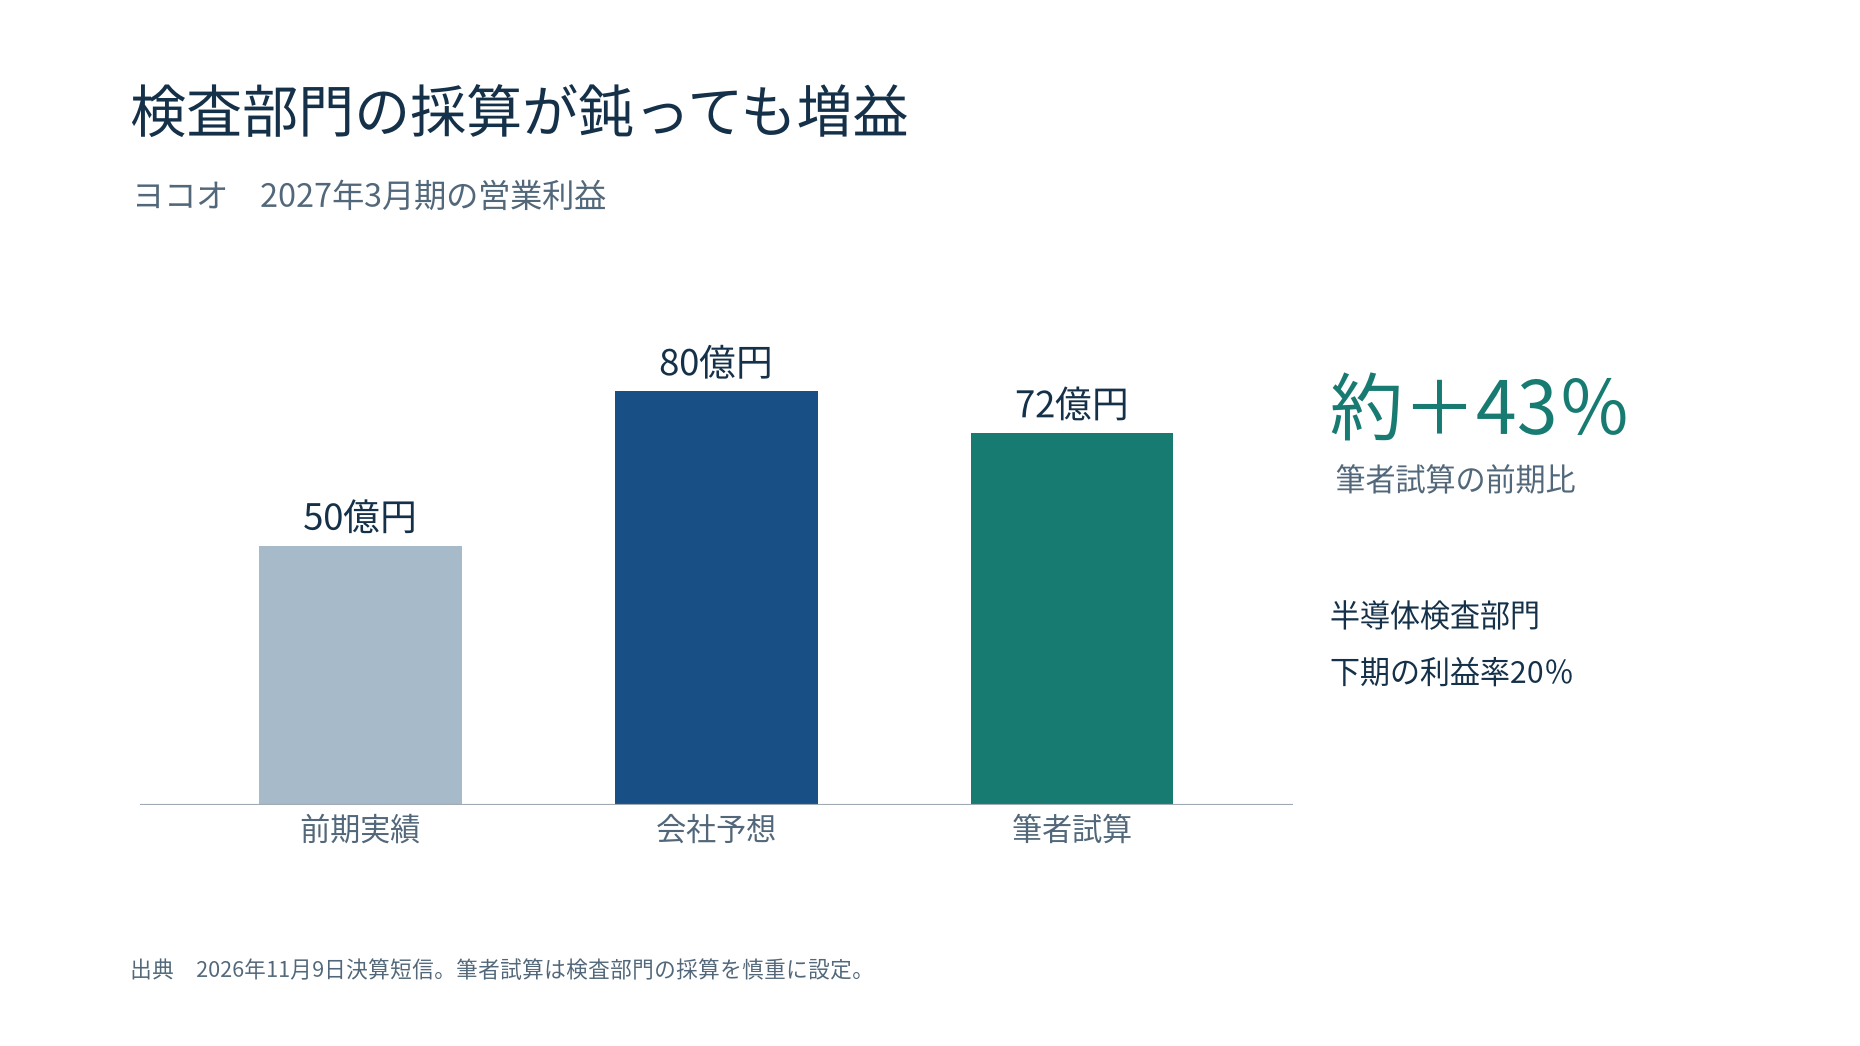 検査部門の採算が鈍っても増益
ヨコオ　2027年3月期の営業利益
80億円
72億円
50億円
約＋43％
筆者試算の前期比
半導体検査部門
下期の利益率20％
前期実績
会社予想
筆者試算
出典　2026年11月9日決算短信。筆者試算は検査部門の採算を慎重に設定。